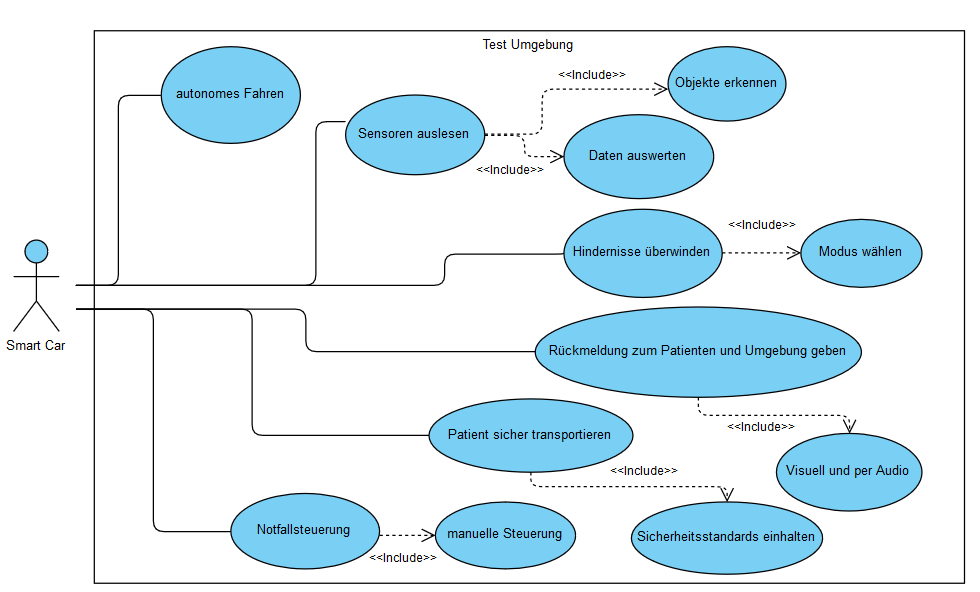 Test Umgebung
autonomes Fahren
Sensoren auslesen
<<Include>>
Objekte erkennen
<<Include>>
Daten auswerten
Hindernisse überwinden
<<Include>>
Modus wählen
Smart Car
Rückmeldung zum Patienten und Umgebung geben
<<Include>>
Visuell und per Audio
Patient sicher transportieren
<<Include>>
Sicherheitsstandards einhalten
Notfallsteuerung
<<Include>>
manuelle Steuerung